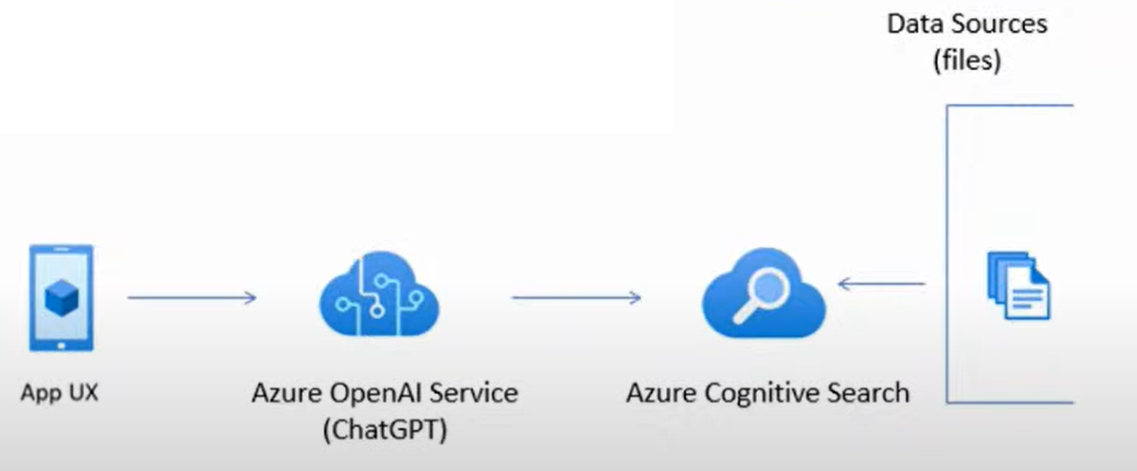 Data Sources
(files)
App UX
Azure OpenAI Service
(ChatGPT)
Azure Cognitive Search